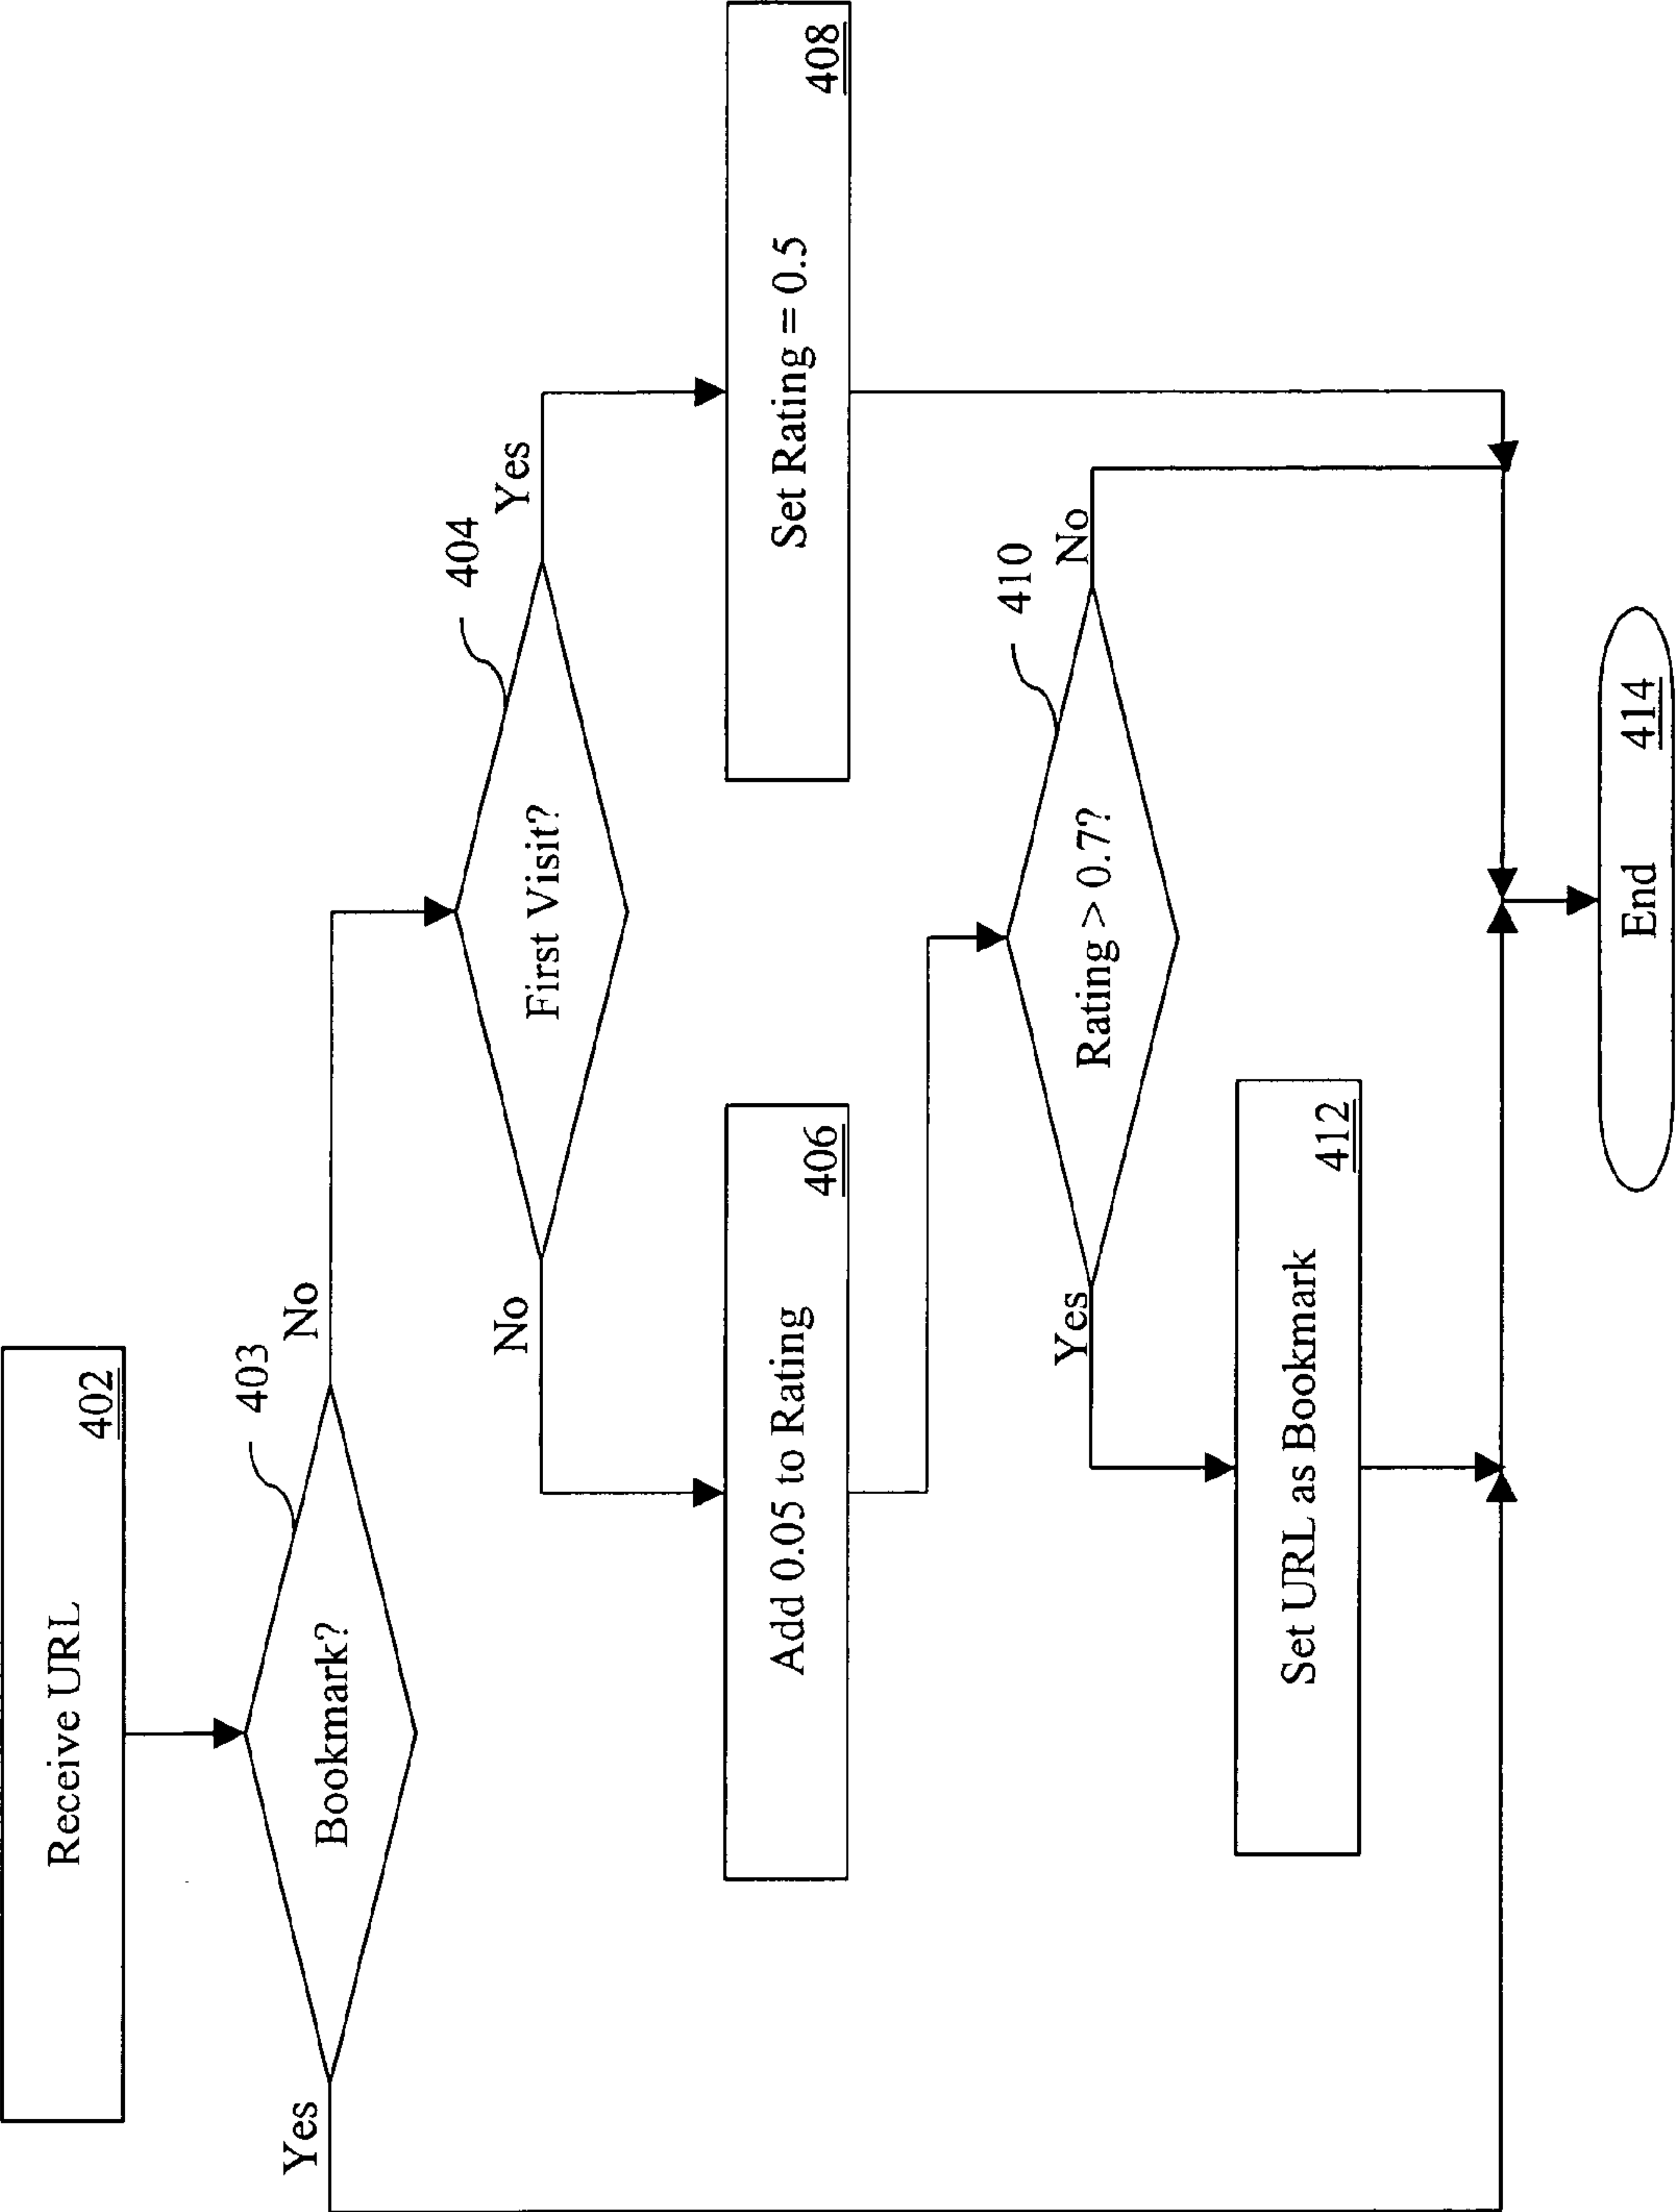 Receive URL
402
403
Bookmark?
Yes
No
404
First Visit?
No
Yes
Add 0.05 to Rating
406
Set Rating = 0.5
408
410
Rating > 0.7?
Yes
No
Set URL as Bookmark
412
End
414